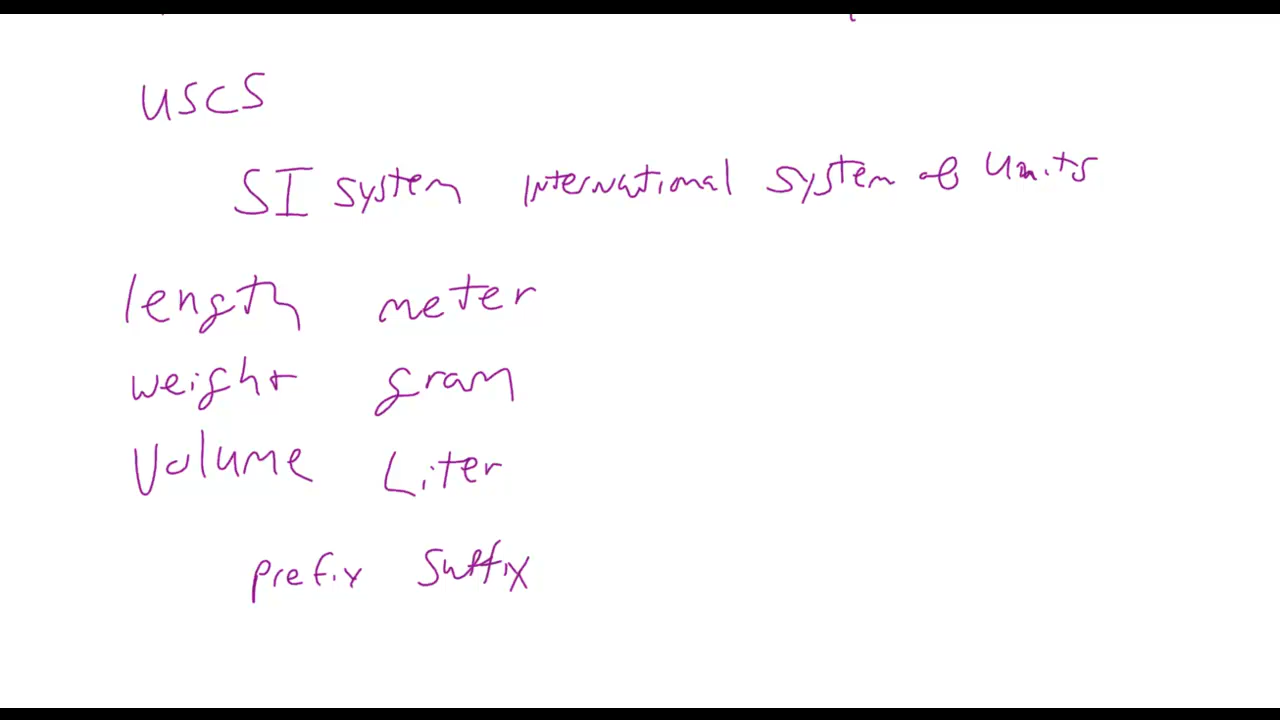 USCS
SI system International system of Units
length meter
weight gram
Volume Liter
prefix Suffix